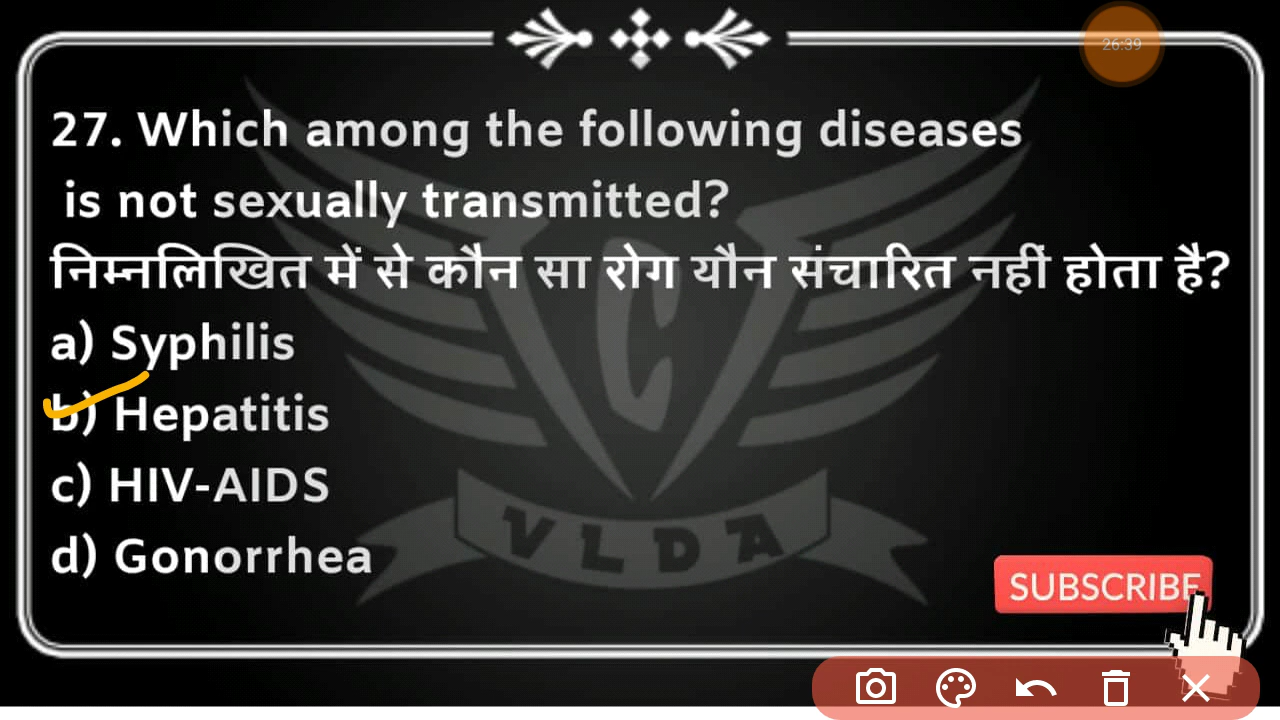 26:39
27. Which among the following diseases
is not sexually transmitted?
निम्नलिखित में से कौन सा रोग यौन संचारित नहीं होता है?
a) Syphilis
b) Hepatitis
c) HIV-AIDS
d) Gonorrhea
C
VLDA
SUBSCRIBE